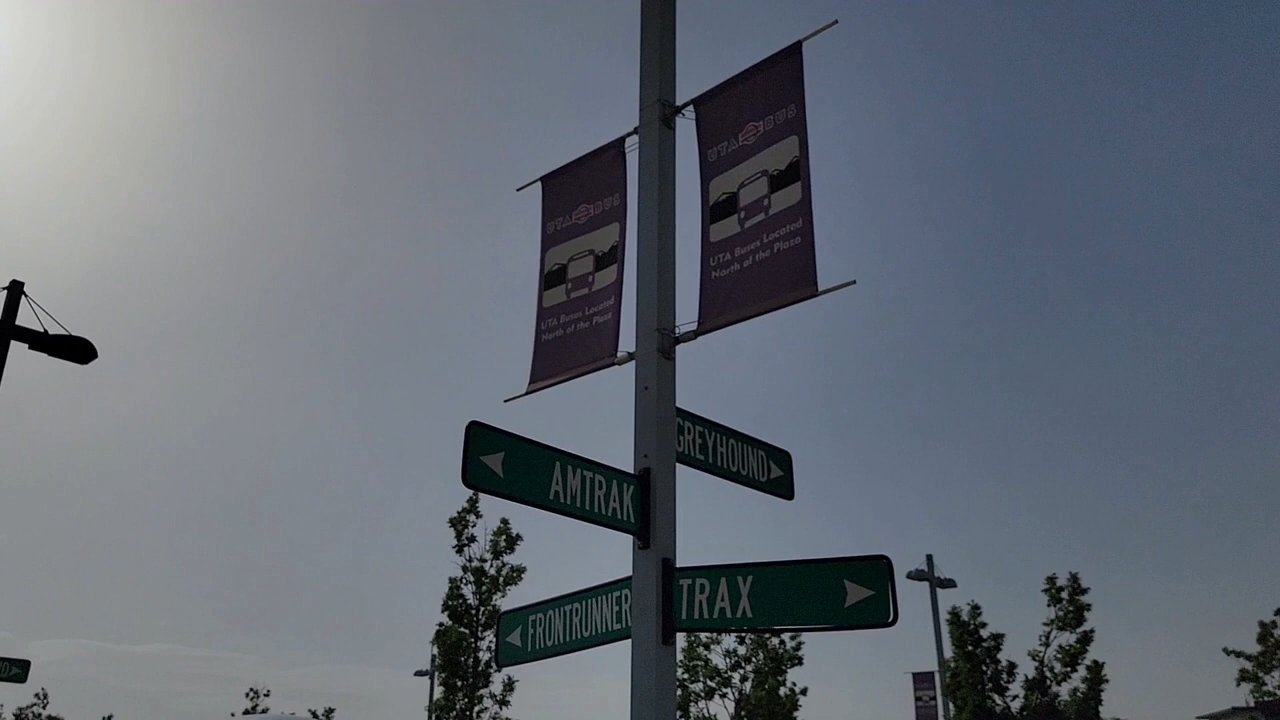 UTA BUS
UTA Buses Located
North of the Plaza
UTA BUS
UTA Buses Located
North of the Plaza
GREYHOUND
AMTRAK
TRAX
FRONTRUNNER